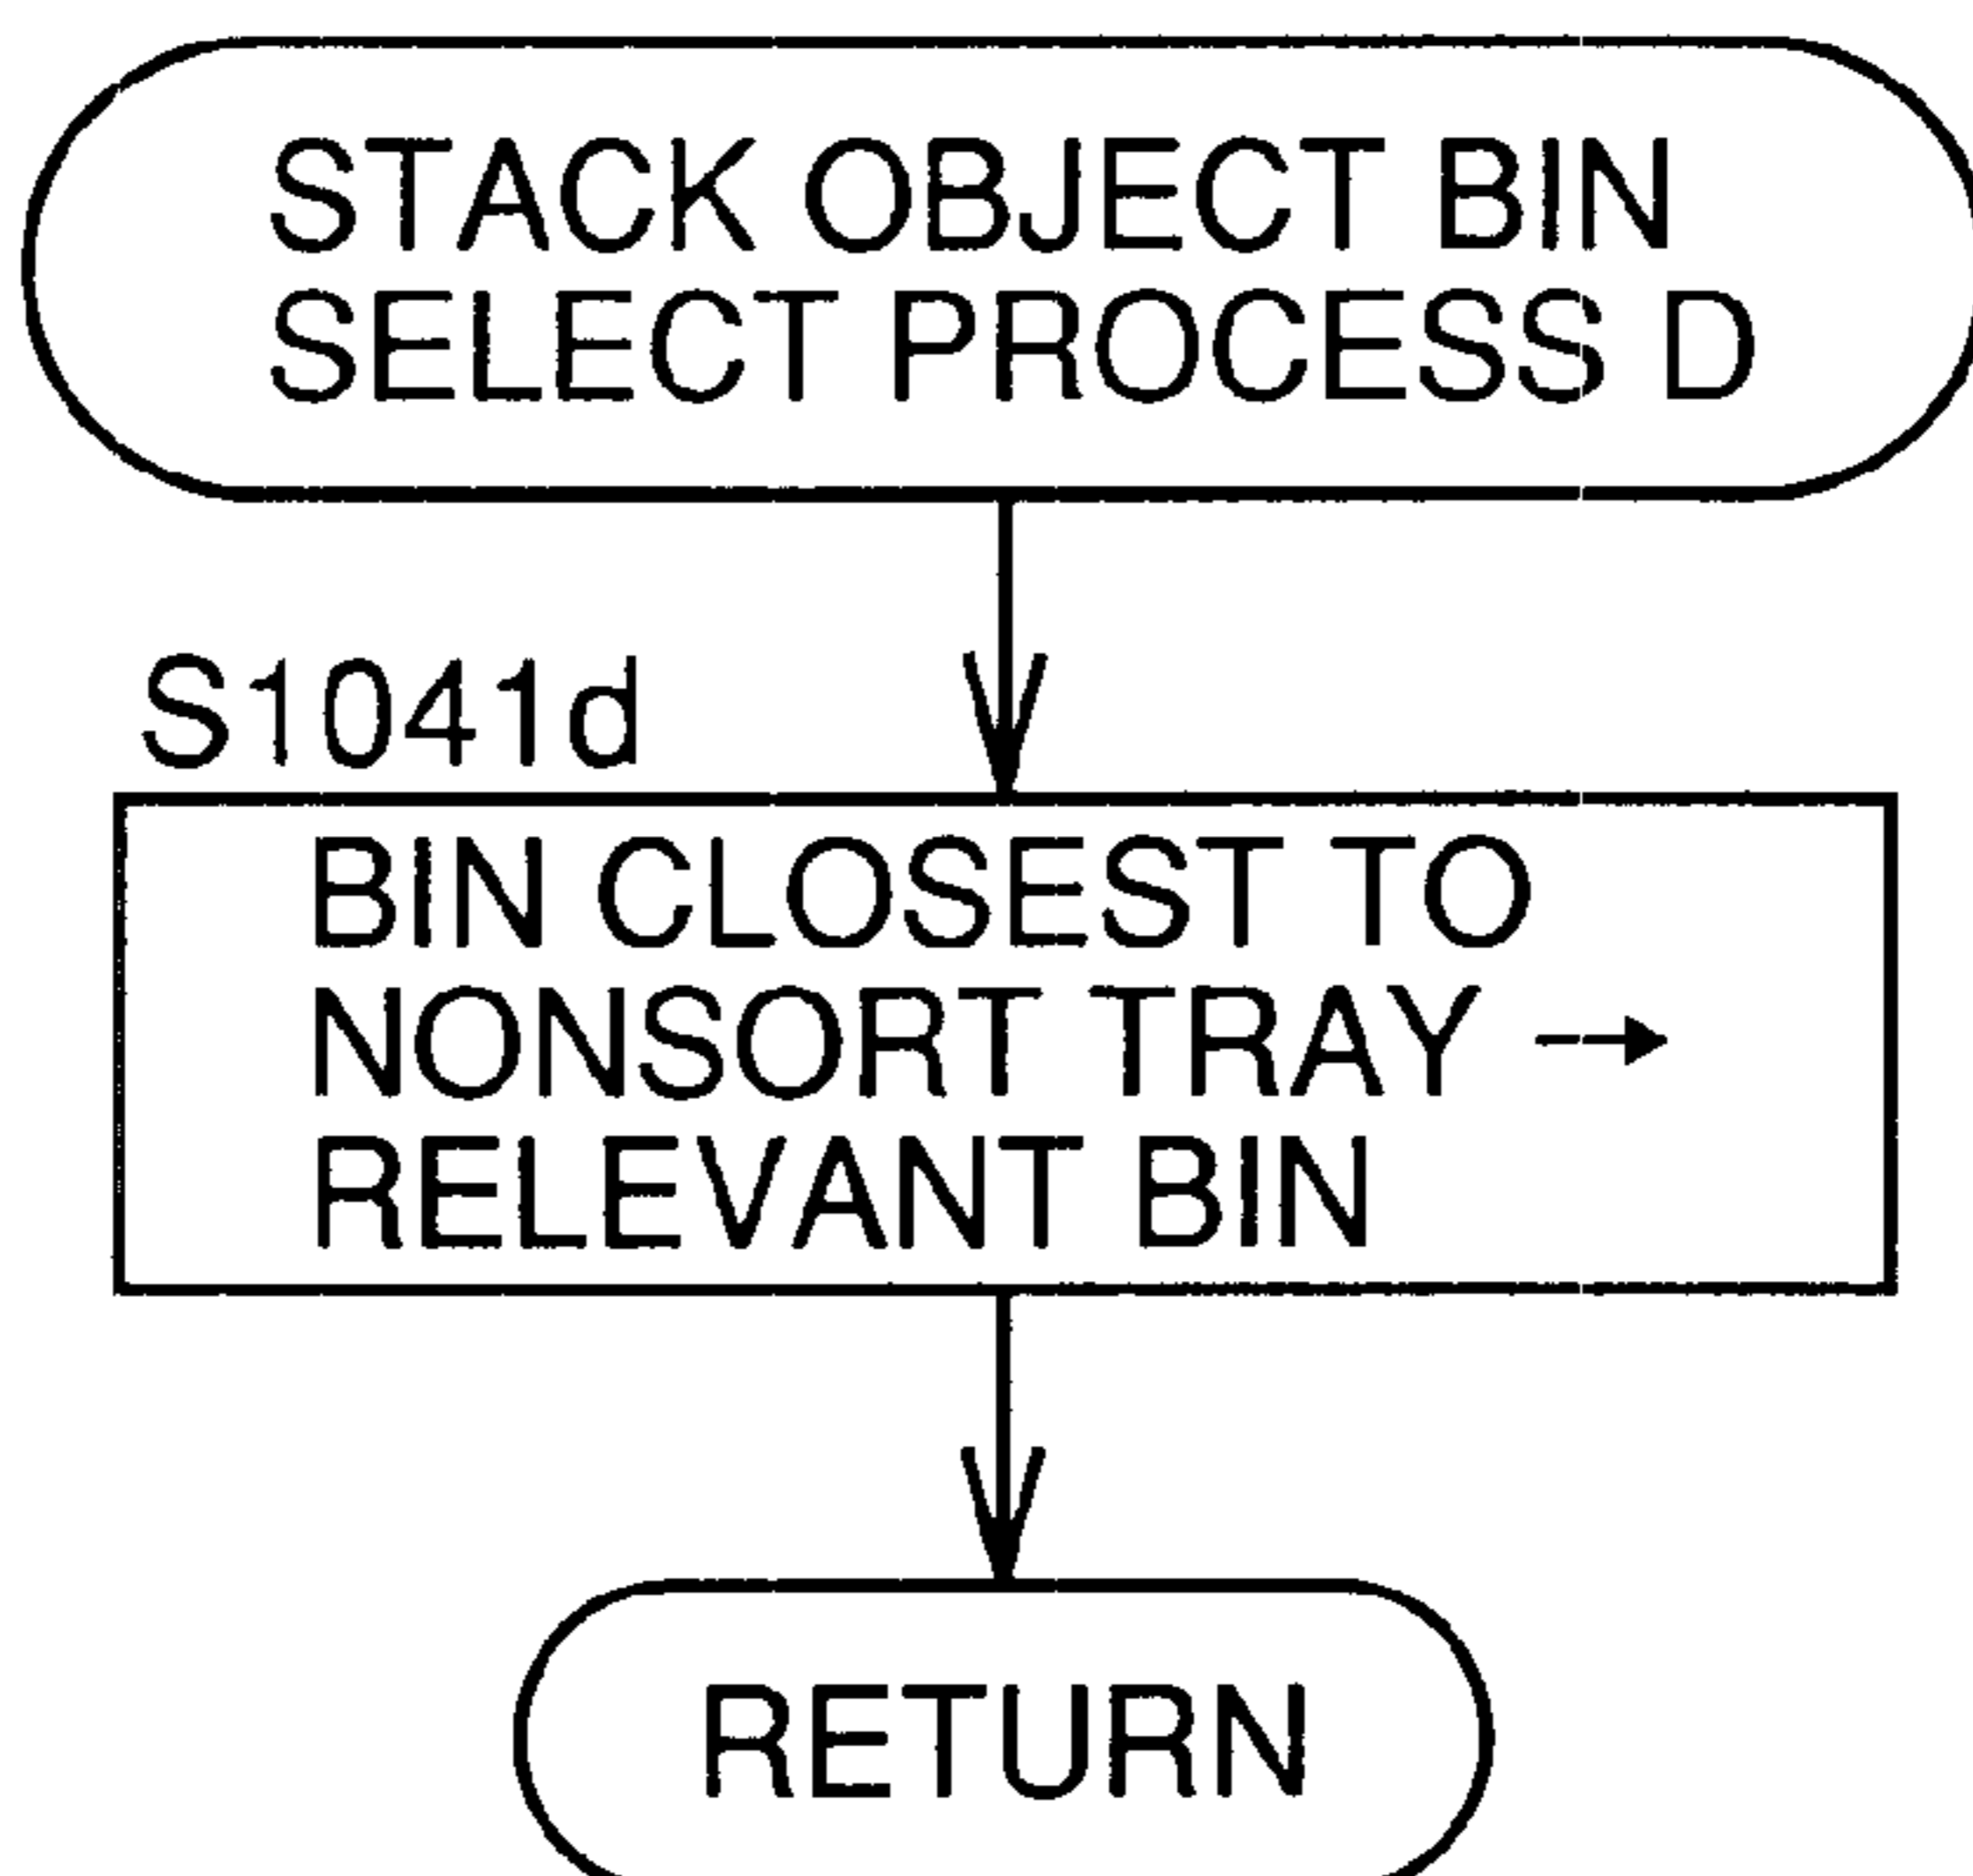 STACK OBJECT BIN
SELECT PROCESS D
S1041d
BIN CLOSEST TO
NONSORT TRAY →
RELEVANT BIN
RETURN